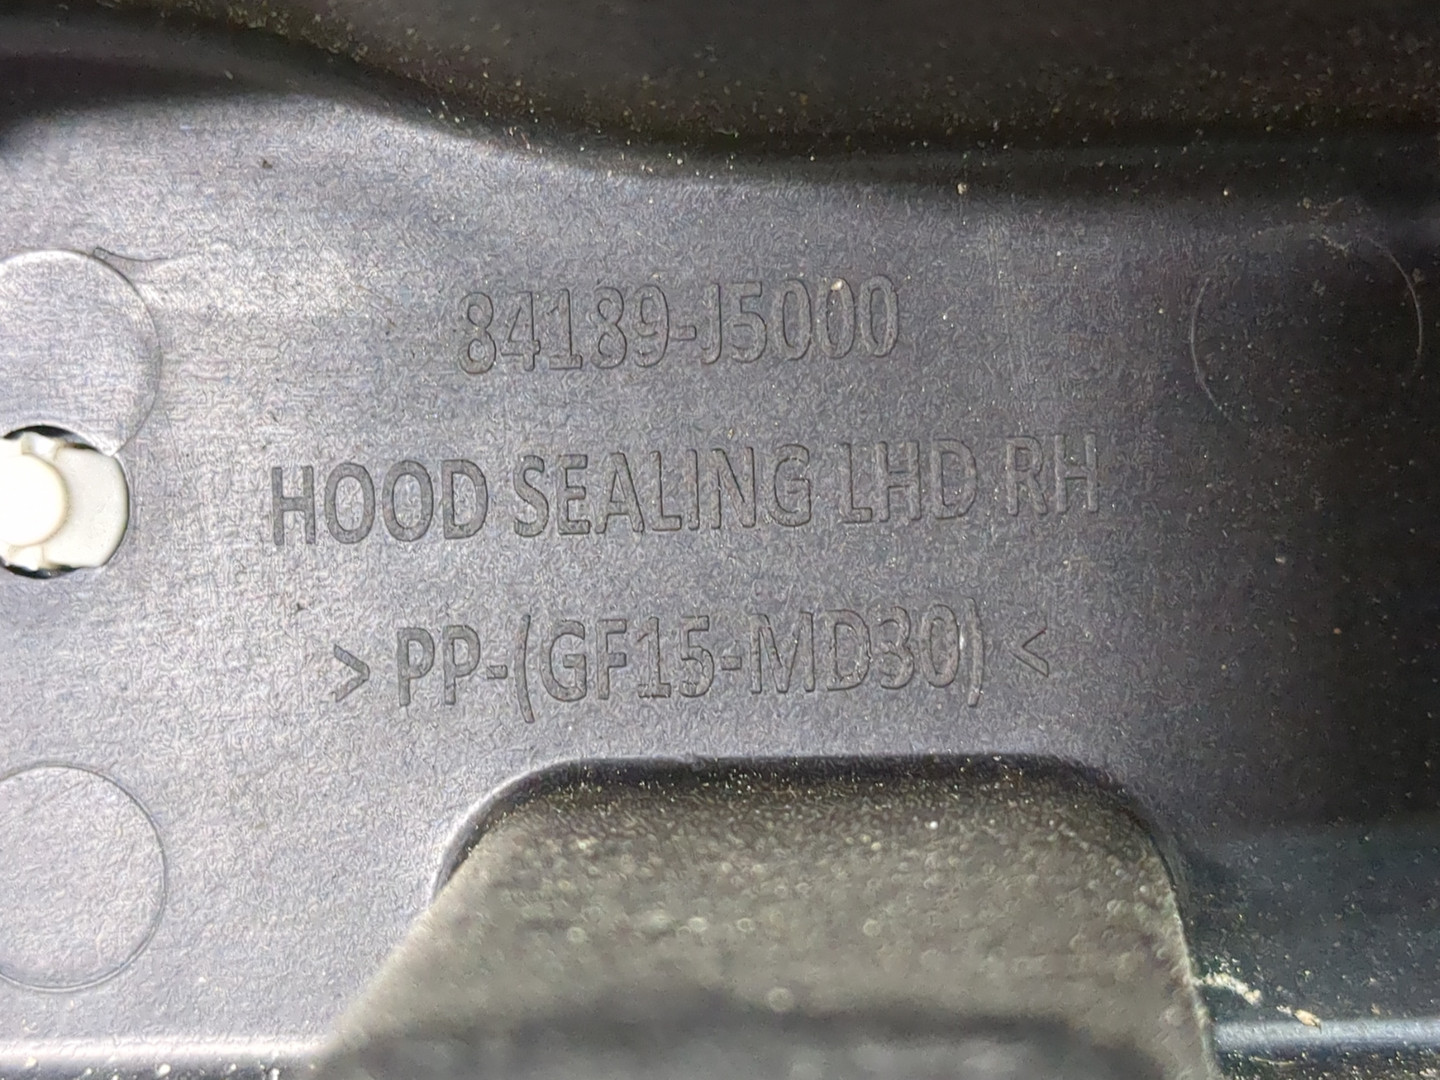 84189-J5000
HOOD SEALING LHD RH
> PP-(GF15-MD30) <